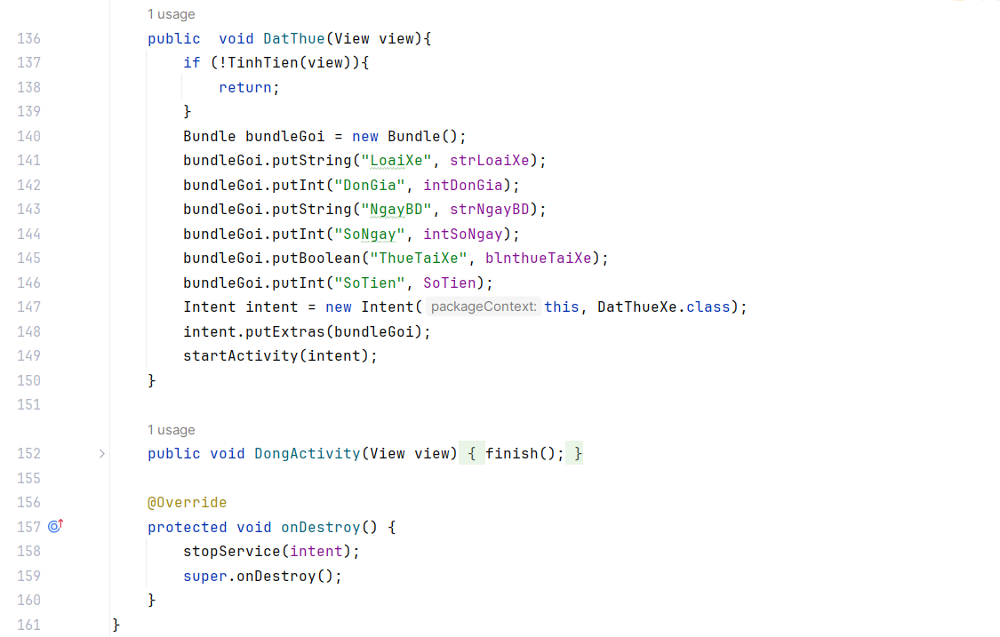 1 usage
136 public  void DatThue(View view){
137 if (!TinhTien(view)){
138 return;
139 }
140 Bundle bundleGoi = new Bundle();
141 bundleGoi.putString("LoaiXe", strLoaiXe);
142 bundleGoi.putInt("DonGia", intDonGia);
143 bundleGoi.putString("NgayBD", strNgayBD);
144 bundleGoi.putInt("SoNgay", intSoNgay);
145 bundleGoi.putBoolean("ThueTaiXe", blnthueTaiXe);
146 bundleGoi.putInt("SoTien", SoTien);
147 Intent intent = new Intent( packageContext: this, DatThueXe.class);
148 intent.putExtras(bundleGoi);
149 startActivity(intent);
150 }
151
1 usage
152 public void DongActivity(View view) { finish(); }
155
156 @Override
157 protected void onDestroy() {
158 stopService(intent);
159 super.onDestroy();
160 }
161 }